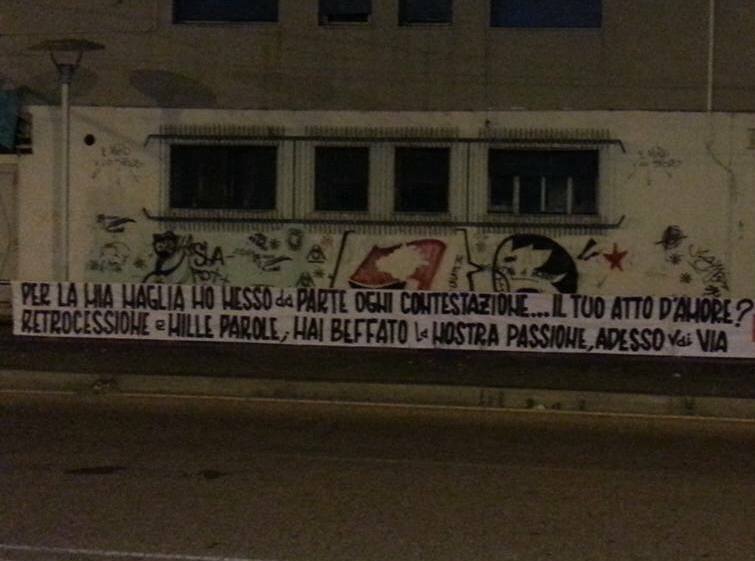 PER LA MIA MAGLIA HO MESSO da PARTE OGNI CONTESTAZIONE... IL TUO ATTO D'AMORE?
RETROCESSIONE e MILLE PAROLE, HAI BEFFATO la NOSTRA PASSIONE, ADESSO vai VIA